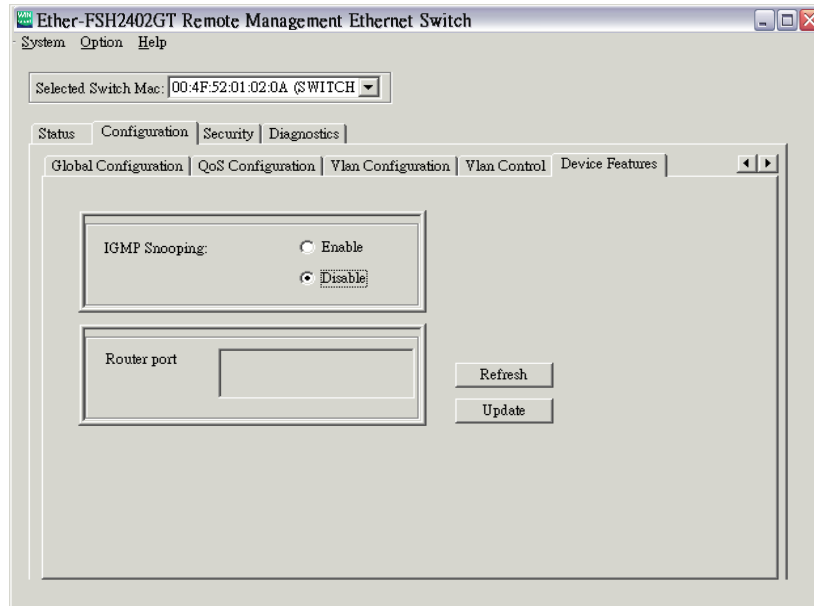 Ether-FSH2402GT Remote Management Ethernet Switch
System Option Help
Selected Switch Mac: 00:4F:52:01:02:0A (SWITCH
Status Configuration Security Diagnostics
Global Configuration QoS Configuration Vlan Configuration Vlan Control Device Features
IGMP Snooping: Enable
Disable
Router port
Refresh
Update